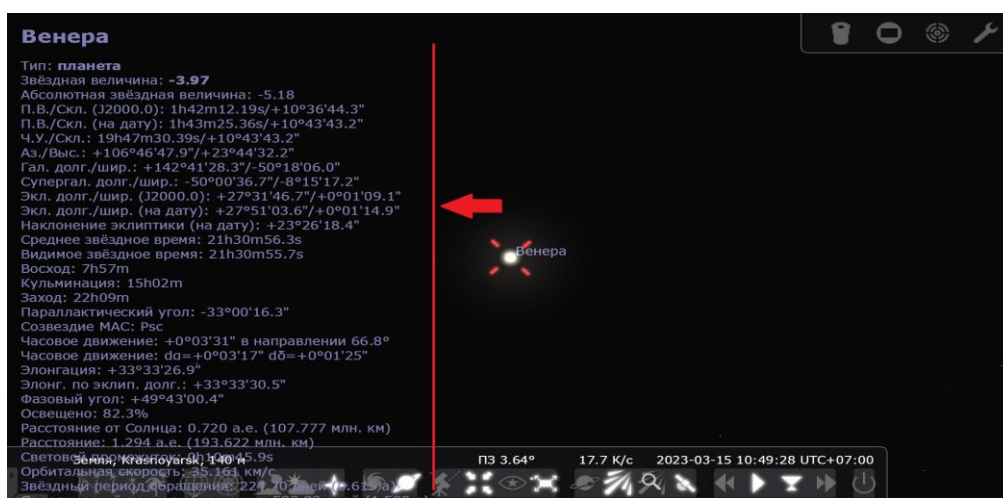 Венера
Тип: планета
Звёздная величина: -3.97
Абсолютная звёздная величина: -5.18
П.В./Скл. (J2000.0): 1h42m12.19s/+10°36'44.3"
П.В./Скл. (на дату): 1h43m25.36s/+10°43'43.2"
Ч.У./Скл.: 19h47m30.39s/+10°43'43.2"
Аз./Выс.: +106°46'47.9"/+23°44'32.2"
Гал. долг./шир.: +142°41'28.3"/-50°18'06.0"
Супергал. долг./шир.: -50°00'36.7"/-8°15'17.2"
Экл. долг./шир. (J2000.0): +27°31'46.7"/+0°01'09.1"
Экл. долг./шир. (на дату): +27°51'03.6"/+0°01'14.9"
Наклонение эклиптики (на дату): +23°26'18.4"
Среднее звёздное время: 21h30m56.3s
Видимое звёздное время: 21h30m55.7s
Венера
Восход: 7h57m
Кульминация: 15h02m
Заход: 22h09m
Параллактический угол: -33°00'16.3"
Созвездие МАС: Psc
Часовое движение: +0°03'31" в направлении 66.8°
Часовое движение: dα=+0°03'17" dδ=+0°01'25"
Элонгация: +33°33'26.9"
Элонг. по эклип. долг.: +33°33'30.5"
Фазовый угол: +49°43'00.4"
Освещено: 82.3%
Расстояние от Солнца: 0.720 а.е. (107.777 млн. км)
Расстояние: 1.294 а.е. (193.622 млн. км)
Световой промежуток: 0h10m45.9s
Земля, Krasnoyarsk, 140 м
ПЗ 3.64° 17.7 К/с 2023-03-15 10:49:28 UTC+07:00
Орбитальная скорость: 35.161 км/с
Звёздный период обращения: 224.70 дней